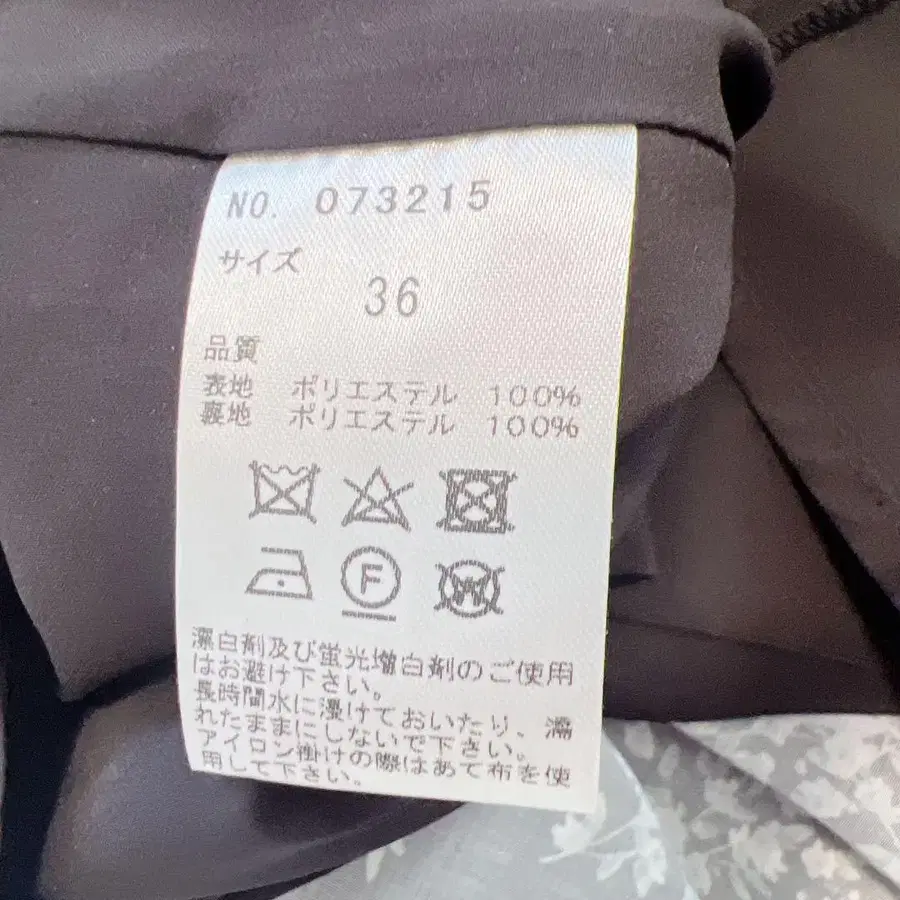 NO. 073215
サイズ
36
品質
表地 ポリエステル 100%
裏地 ポリエステル 100%
F
W
漂白剤及び蛍光増白剤のご使用
はお避け下さい。
長時間水に浸けておいたり、濡
れたままにしないで下さい。
アイロン掛けの際はあて布を使
用して下さい。